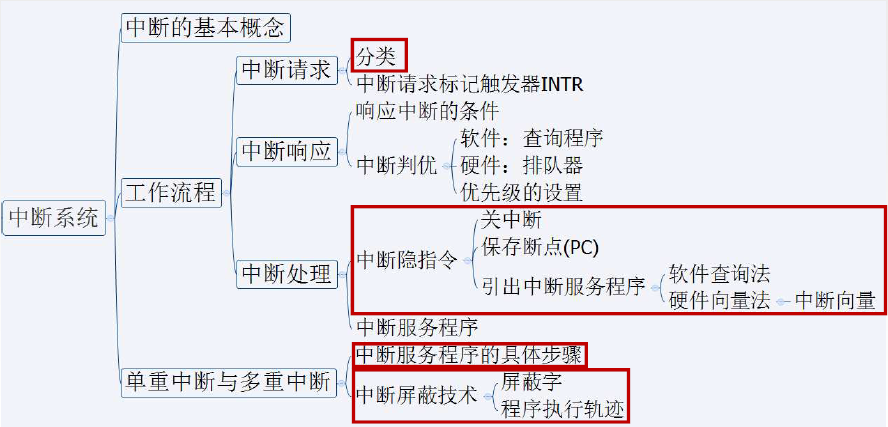 中断系统
中断的基本概念
工作流程
中断请求
分类
中断请求标记触发器INTR
中断响应
响应中断的条件
中断判优
软件：查询程序
硬件：排队器
优先级的设置
中断处理
中断隐指令
关中断
保存断点(PC)
引出中断服务程序
软件查询法
硬件向量法
中断向量
中断服务程序
单重中断与多重中断
中断服务程序的具体步骤
中断屏蔽技术
屏蔽字
程序执行轨迹